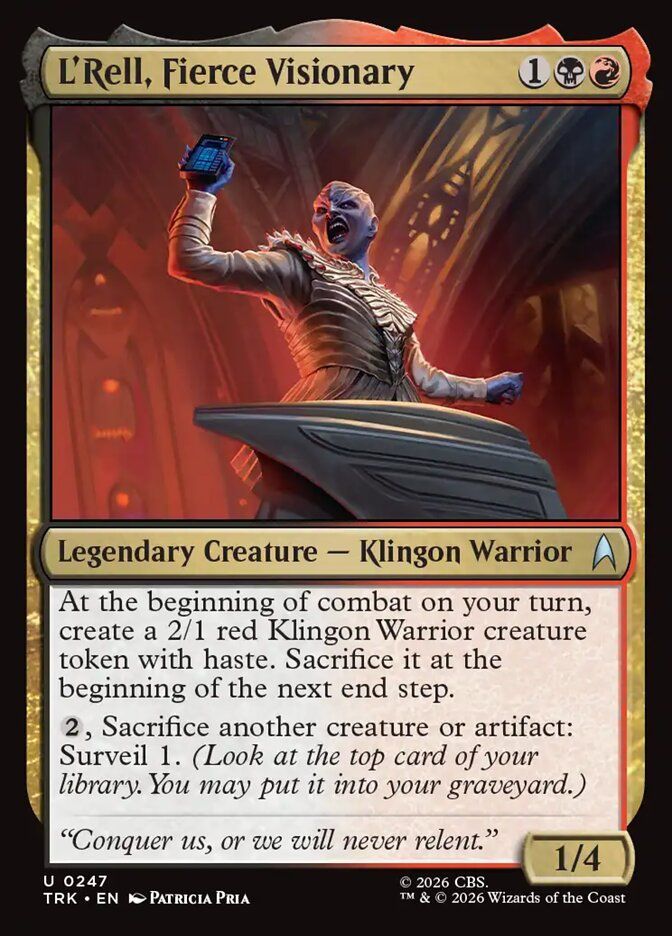 L'Rell, Fierce Visionary 1
Legendary Creature — Klingon Warrior
At the beginning of combat on your turn,
create a 2/1 red Klingon Warrior creature
token with haste. Sacrifice it at the
beginning of the next end step.
2, Sacrifice another creature or artifact:
Surveil 1. (Look at the top card of your
library. You may put it into your graveyard.)
"Conquer us, or we will never relent."
1/4
U 0247
TRK • EN Patricia Pria
© 2026 CBS.
™ & © 2026 Wizards of the Coast